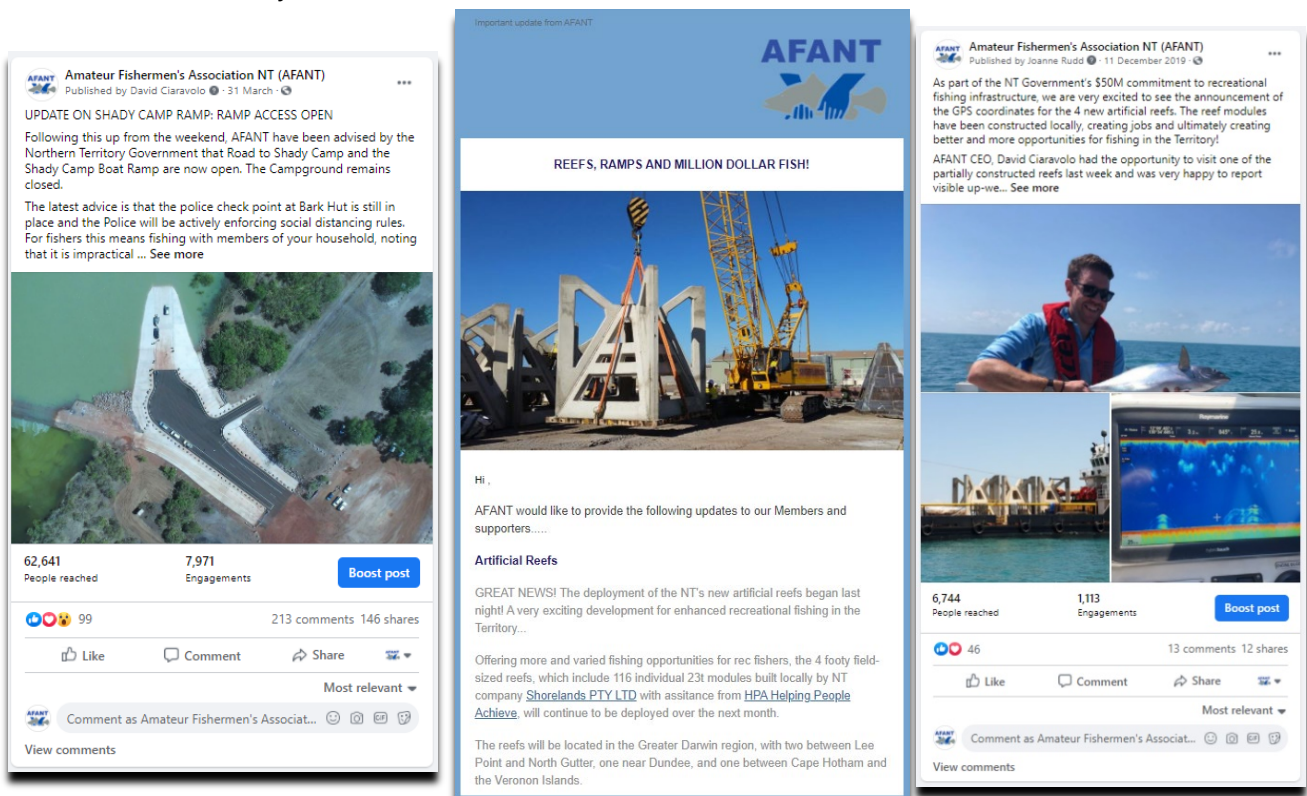 AFANT
Amateur Fishermen's Association NT (AFANT)
Published by David Ciaravolo · 31 March ·
UPDATE ON SHADY CAMP RAMP: RAMP ACCESS OPEN
Following this up from the weekend, AFANT have been advised by the
Northern Territory Government that Road to Shady Camp and the
Shady Camp Boat Ramp are now open. The Campground remains
closed.
The latest advice is that the police check point at Bark Hut is still in
place and the Police will be actively enforcing social distancing rules.
For fishers this means fishing with members of your household, noting
that it is impractical ... See more
62,641
People reached
7,971
Engagements
Boost post
99
213 comments 146 shares
Like
Comment
Share
Most relevant
AFANT
Comment as Amateur Fishermen's Associat...
View comments
Important update from AFANT
AFANT
REEFS, RAMPS AND MILLION DOLLAR FISH!
Hi ,
AFANT would like to provide the following updates to our Members and
supporters.....
Artificial Reefs
GREAT NEWS! The deployment of the NT's new artificial reefs began last
night! A very exciting development for enhanced recreational fishing in the
Territory...
Offering more and varied fishing opportunities for rec fishers, the 4 footy field-
sized reefs, which include 116 individual 23t modules built locally by NT
company Shorelands PTY LTD with assitance from HPA Helping People
Achieve, will continue to be deployed over the next month.
The reefs will be located in the Greater Darwin region, with two between Lee
Point and North Gutter, one near Dundee, and one between Cape Hotham and
the Veronon Islands.
AFANT
Amateur Fishermen's Association NT (AFANT)
Published by Joanne Rudd · 11 December 2019 ·
As part of the NT Government's $50M commitment to recreational
fishing infrastructure, we are very excited to see the announcement of
the GPS coordinates for the 4 new artificial reefs. The reef modules
have been constructed locally, creating jobs and ultimately creating
better and more opportunities for fishing in the Territory!
AFANT CEO, David Ciaravolo had the opportunity to visit one of the
partially constructed reefs last week and was very happy to report
visible up-we... See more
6,744
People reached
1,113
Engagements
Boost post
46
13 comments 12 shares
Like
Comment
Share
Most relevant
AFANT
Comment as Amateur Fishermen's Associat...
View comments